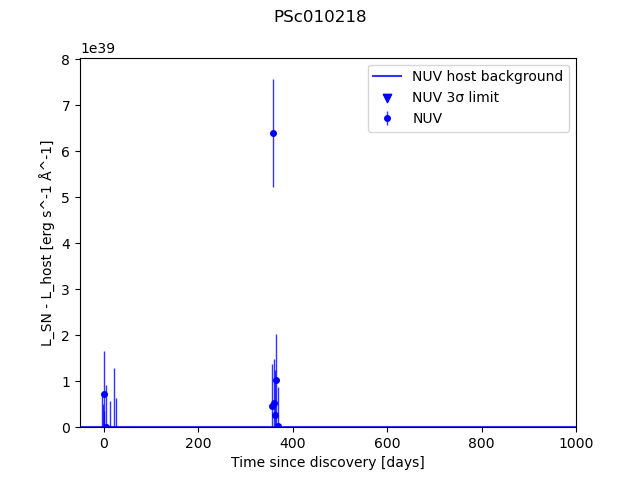 PSc010218
1e39
NUV host background
NUV 3σ limit
NUV
8
7
6
5
4
3
2
1
0
L_SN - L_host [erg s^-1 Å^-1]
0 200 400 600 800 1000
Time since discovery [days]